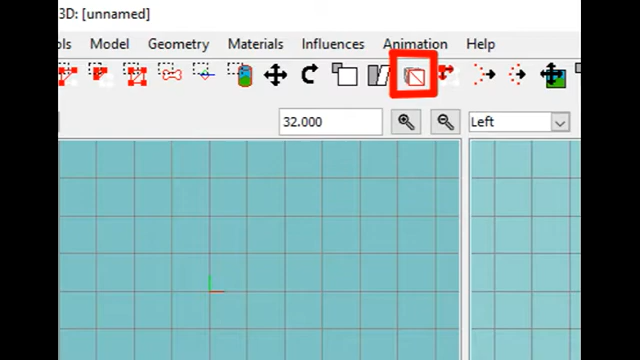 3D: [unnamed]
ols Model Geometry Materials Influences Animation Help
32.000 Left